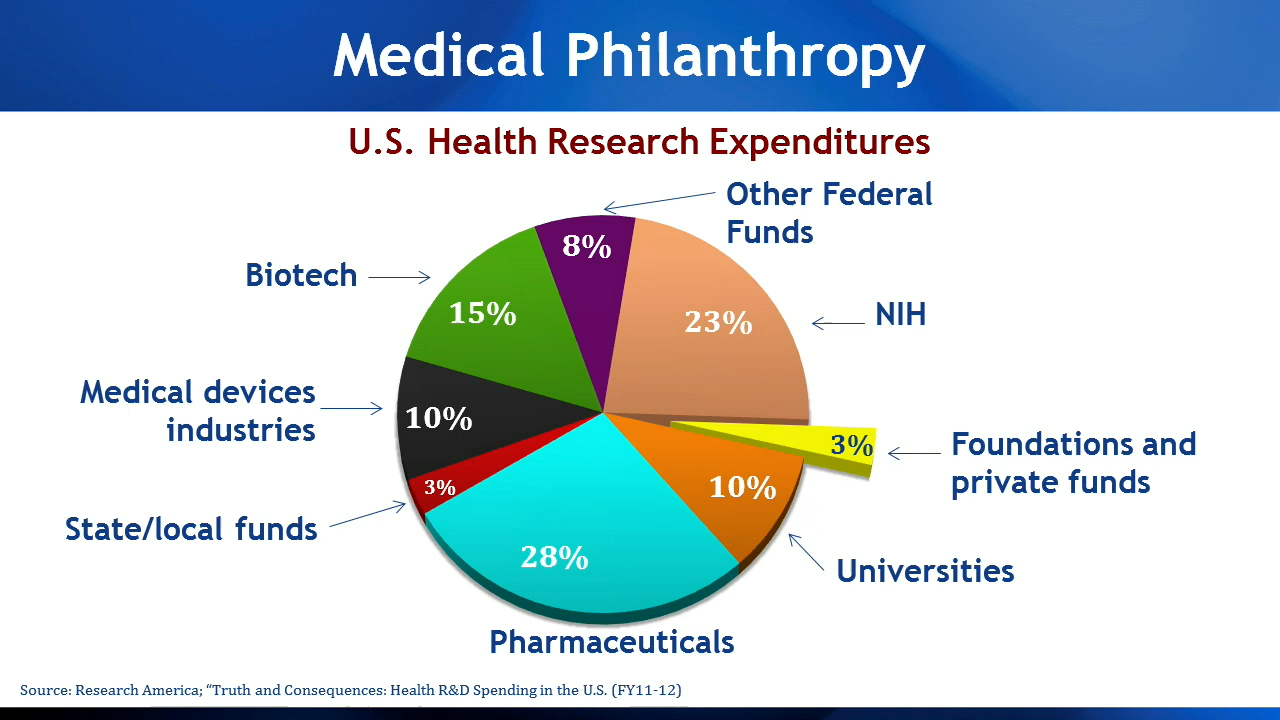 Medical Philanthropy
U.S. Health Research Expenditures
Other Federal
Funds
8%
Biotech
15%
23%
NIH
Medical devices
industries
10%
3%
Foundations and
private funds
3%
10%
State/local funds
28%
Universities
Pharmaceuticals
Source: Research America; “Truth and Consequences: Health R&D Spending in the U.S. (FY11-12)